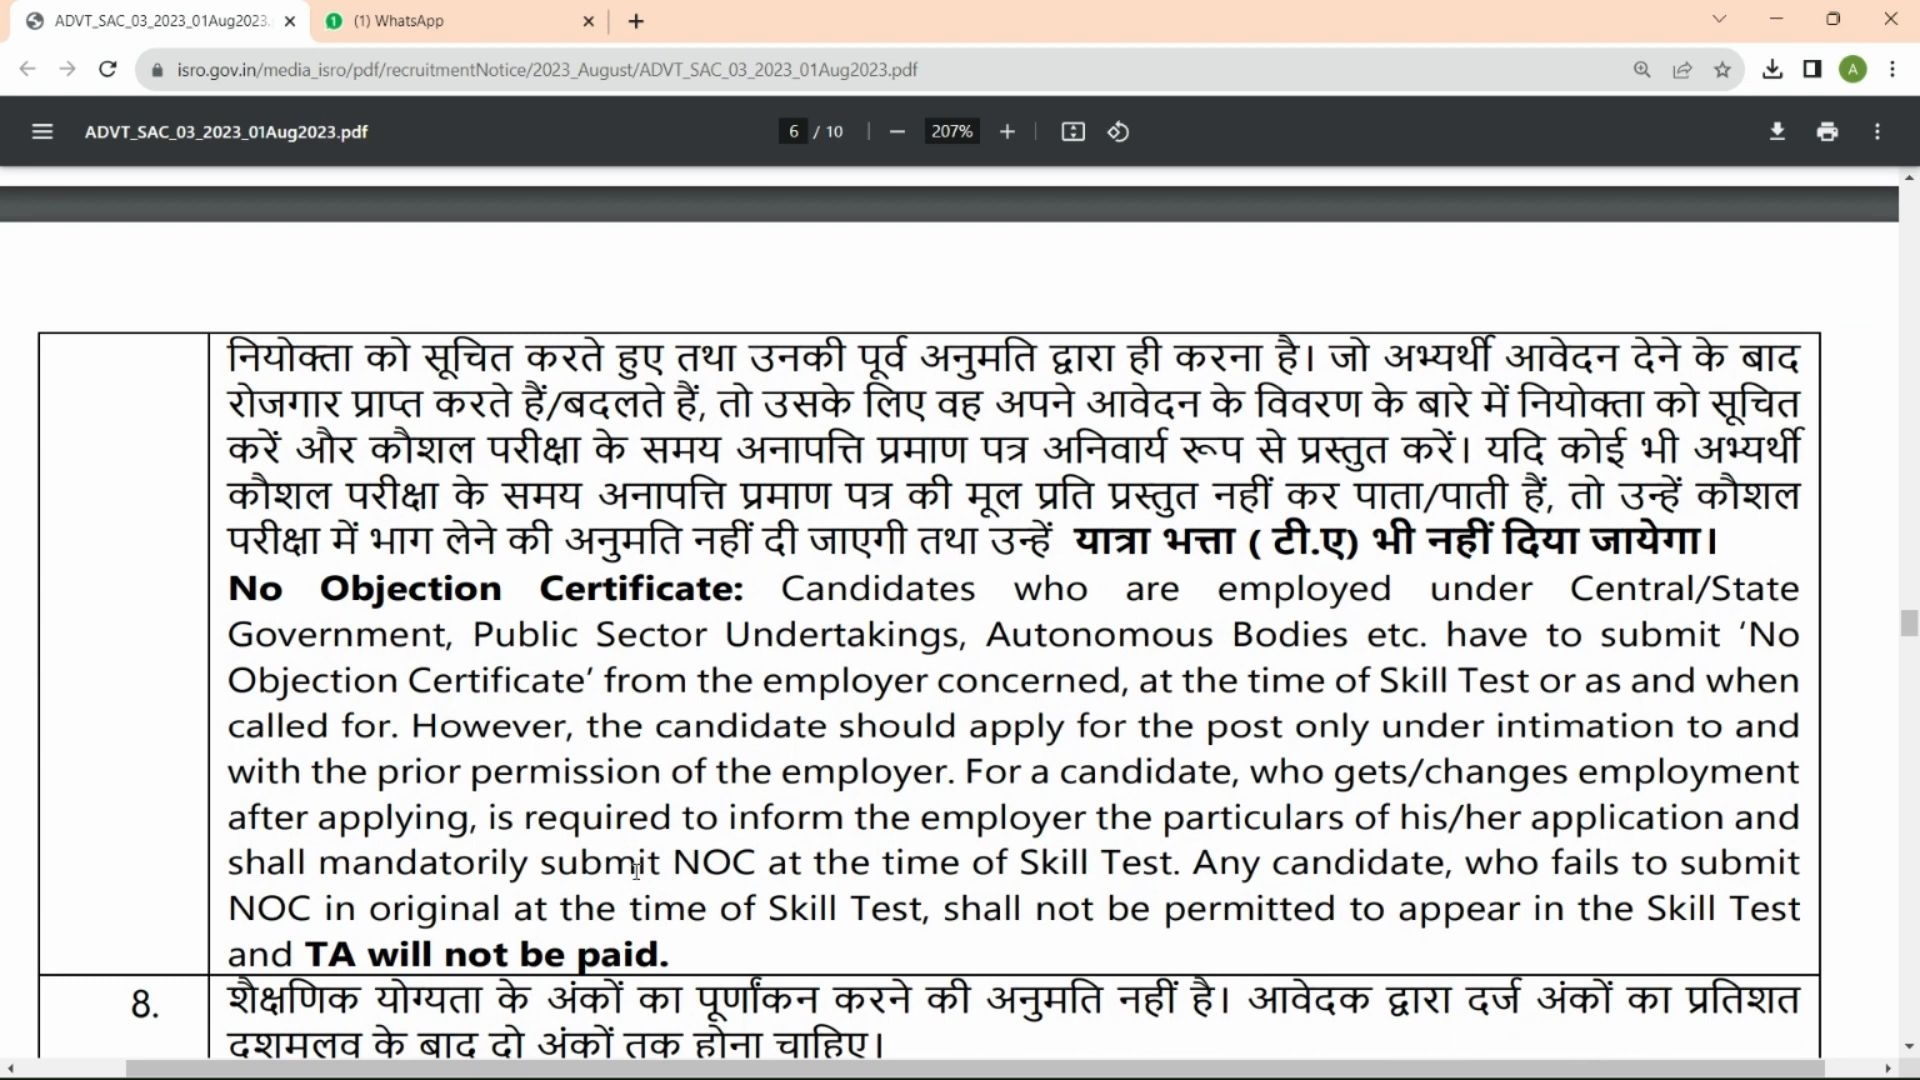 ADVT_SAC_03_2023_01Aug2023.
(1) WhatsApp
isro.gov.in/media_isro/pdf/recruitmentNotice/2023_August/ADVT_SAC_03_2023_01Aug2023.pdf
A
ADVT_SAC_03_2023_01Aug2023.pdf
6 / 10
207%
नियोक्ता को सूचित करते हुए तथा उनकी पूर्व अनुमति द्वारा ही करना है। जो अभ्यर्थी आवेदन देने के बाद
रोजगार प्राप्त करते हैं/बदलते हैं, तो उसके लिए वह अपने आवेदन के विवरण के बारे में नियोक्ता को सूचित
करें और कौशल परीक्षा के समय अनापत्ति प्रमाण पत्र अनिवार्य रूप से प्रस्तुत करें। यदि कोई भी अभ्यर्थी
कौशल परीक्षा के समय अनापत्ति प्रमाण पत्र की मूल प्रति प्रस्तुत नहीं कर पाता/पाती हैं, तो उन्हें कौशल
परीक्षा में भाग लेने की अनुमति नहीं दी जाएगी तथा उन्हें यात्रा भत्ता ( टी.ए) भी नहीं दिया जायेगा।
No Objection Certificate: Candidates who are employed under Central/State
Government, Public Sector Undertakings, Autonomous Bodies etc. have to submit ‘No
Objection Certificate’ from the employer concerned, at the time of Skill Test or as and when
called for. However, the candidate should apply for the post only under intimation to and
with the prior permission of the employer. For a candidate, who gets/changes employment
after applying, is required to inform the employer the particulars of his/her application and
shall mandatorily submit NOC at the time of Skill Test. Any candidate, who fails to submit
NOC in original at the time of Skill Test, shall not be permitted to appear in the Skill Test
and TA will not be paid.
8. शैक्षणिक योग्यता के अंकों का पूर्णांकन करने की अनुमति नहीं है। आवेदक द्वारा दर्ज अंकों का प्रतिशत
दशमलव के बाद दो अंकों तक होना चाहिए।